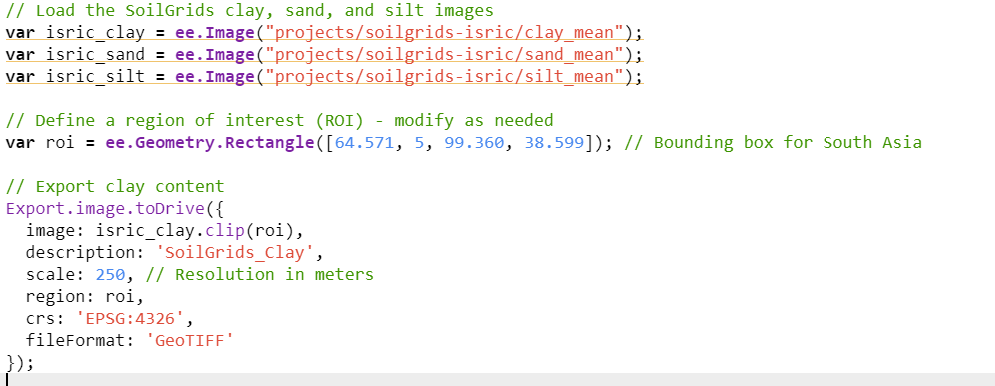 // Load the SoilGrids clay, sand, and silt images
var isric_clay = ee.Image("projects/soilgrids-isric/clay_mean");
var isric_sand = ee.Image("projects/soilgrids-isric/sand_mean");
var isric_silt = ee.Image("projects/soilgrids-isric/silt_mean");

// Define a region of interest (ROI) - modify as needed
var roi = ee.Geometry.Rectangle([64.571, 5, 99.360, 38.599]); // Bounding box for South Asia

// Export clay content
Export.image.toDrive({
  image: isric_clay.clip(roi),
  description: 'SoilGrids_Clay',
  scale: 250, // Resolution in meters
  region: roi,
  crs: 'EPSG:4326',
  fileFormat: 'GeoTIFF'
});